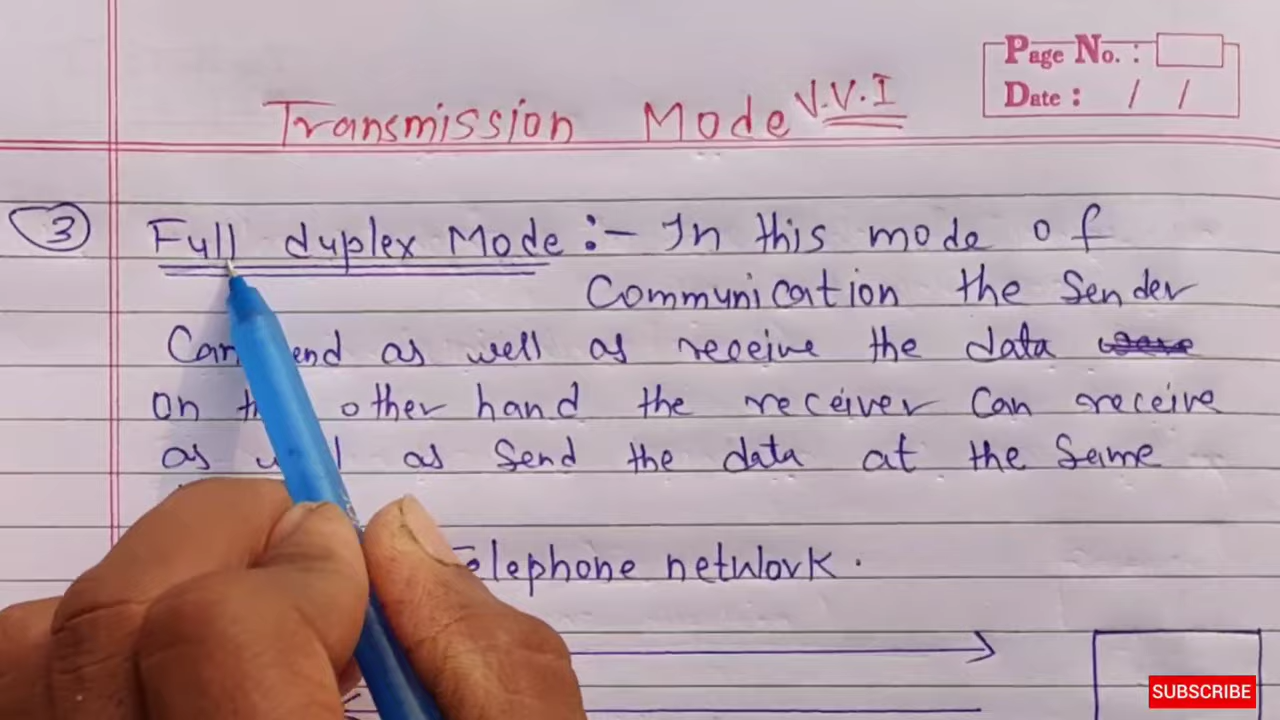 Page No. :
Date : / /
Transmission Mode V.V.I
3 Full duplex Mode :- In this mode of
Communication the Sender
Can end as well as receive the data
On th other hand the receiver Can receive
as as Send the data at the Same
Telephone network.
SUBSCRIBE